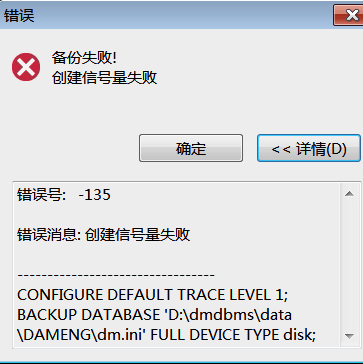 错误
备份失败!
创建信号量失败
确定
<< 详情(D)
错误号:   -135
错误消息: 创建信号量失败
---------------------------------
CONFIGURE DEFAULT TRACE LEVEL 1;
BACKUP DATABASE 'D:\dmdbms\data
\DAMENG\dm.ini' FULL DEVICE TYPE disk;